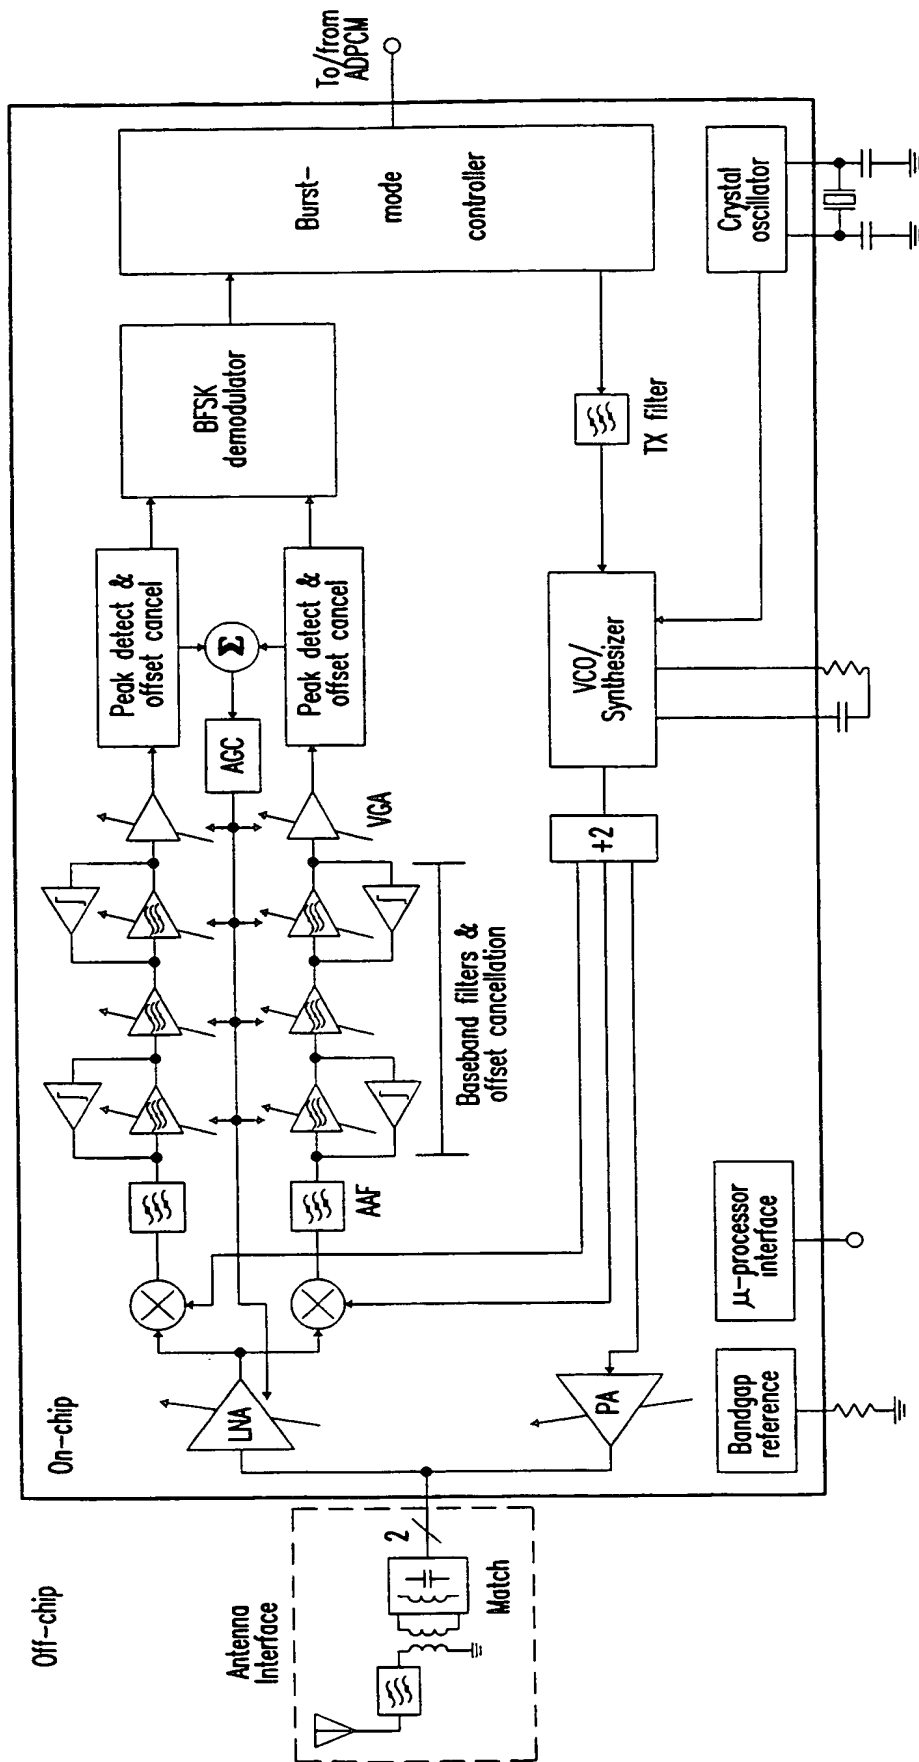 Off-chip
On-chip
Antenna
Interface
2
Match
LNA
PA
AAF
Baseband filters &
offset cancellation
VGA
AGC
Peak detect &
offset cancel
Σ
Peak detect &
offset cancel
BFSK
demodulator
Burst-
mode
controller
To/from
ADPCM
÷2
VCO/
Synthesizer
TX filter
Crystal
oscillator
Bandgap
reference
μ-processor
interface